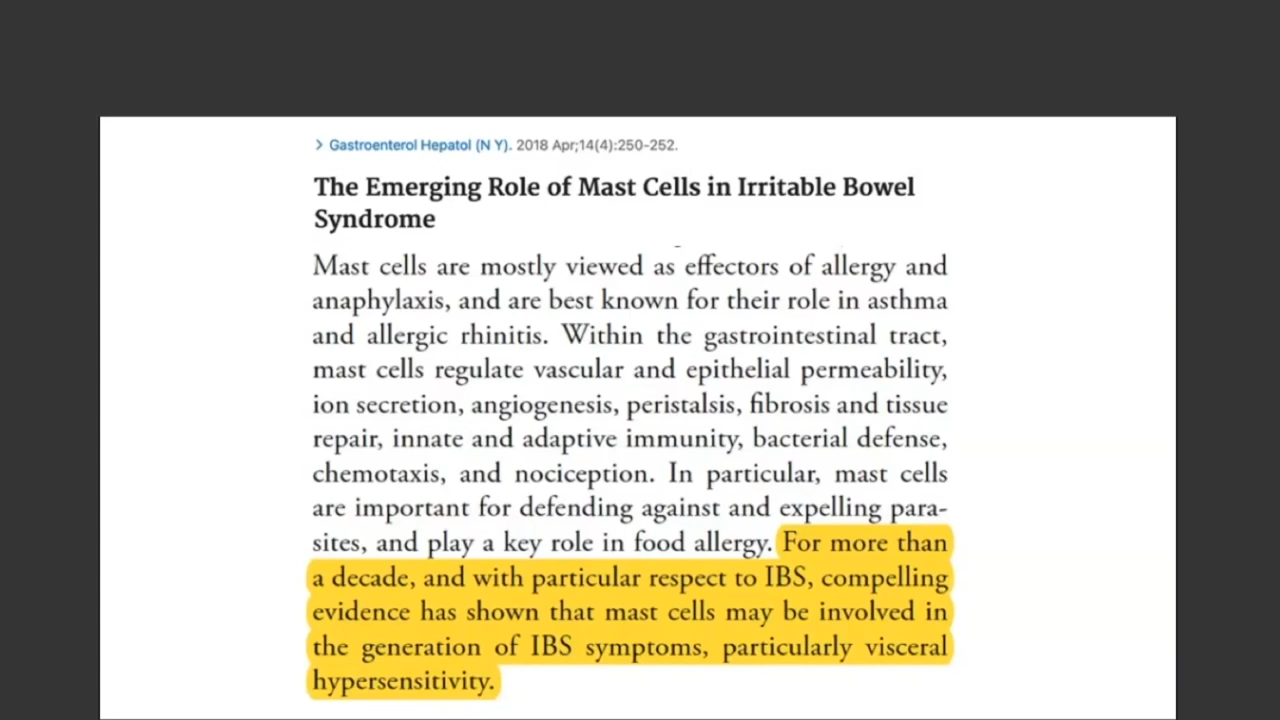 > Gastroenterol Hepatol (N Y). 2018 Apr;14(4):250-252.
The Emerging Role of Mast Cells in Irritable Bowel
Syndrome
Mast cells are mostly viewed as effectors of allergy and
anaphylaxis, and are best known for their role in asthma
and allergic rhinitis. Within the gastrointestinal tract,
mast cells regulate vascular and epithelial permeability,
ion secretion, angiogenesis, peristalsis, fibrosis and tissue
repair, innate and adaptive immunity, bacterial defense,
chemotaxis, and nociception. In particular, mast cells
are important for defending against and expelling para-
sites, and play a key role in food allergy. For more than
a decade, and with particular respect to IBS, compelling
evidence has shown that mast cells may be involved in
the generation of IBS symptoms, particularly visceral
hypersensitivity.